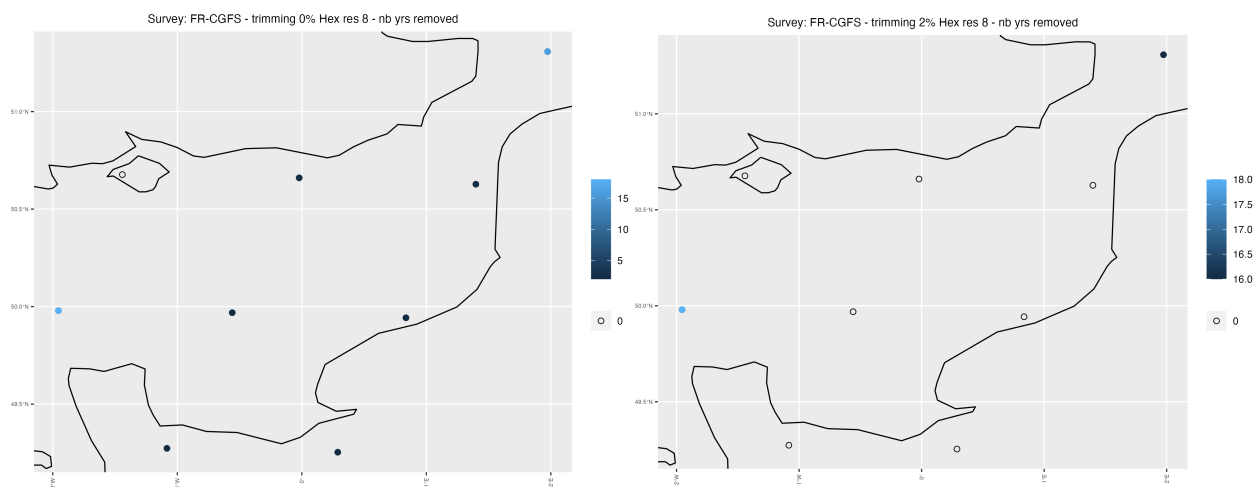 Survey: FR-CGFS - trimming 0% Hex res 8 - nb yrs removed
51.0°N
50.5°N
50.0°N
49.5°N
2°W
1°W
0°
1°E
2°E
15
10
5
0
Survey: FR-CGFS - trimming 2% Hex res 8 - nb yrs removed
51.0°N
50.5°N
50.0°N
49.5°N
2°W
1°W
0°
1°E
2°E
18.0
17.5
17.0
16.5
16.0
0